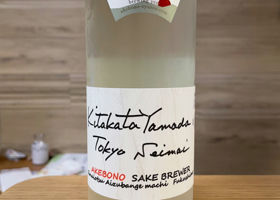 Kitakata Yamada
Tokyo Seimai
AKEBONO SAKE BREWER
Aizubange machi